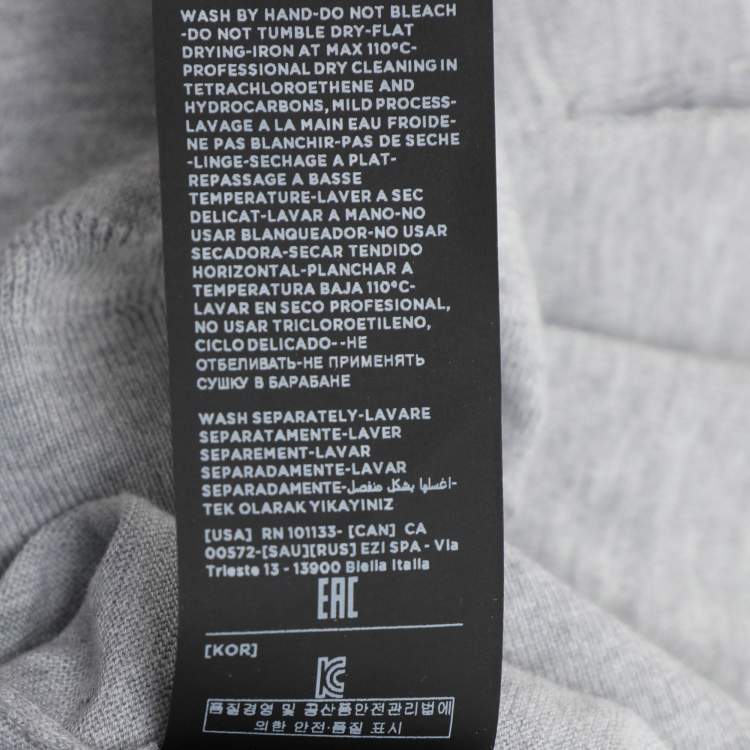 WASH BY HAND-DO NOT BLEACH
-DO NOT TUMBLE DRY-FLAT
DRYING-IRON AT MAX 110°C-
PROFESSIONAL DRY CLEANING IN
TETRACHLOROETHENE AND
HYDROCARBONS, MILD PROCESS-
LAVAGE A LA MAIN EAU FROIDE-
NE PAS BLANCHIR-PAS DE SECHE
-LINGE-SECHAGE A PLAT-
REPASSAGE A BASSE
TEMPERATURE-LAVER A SEC
DELICAT-LAVAR A MANO-NO
USAR BLANQUEADOR-NO USAR
SECADORA-SECAR TENDIDO
HORIZONTAL-PLANCHAR A
TEMPERATURA BAJA 110°C-
LAVAR EN SECO PROFESIONAL,
NO USAR TRICLOROETILENO,
CICLO DELICADO--НЕ
ОТБЕЛИВАТЬ-НЕ ПРИМЕНЯТЬ
СУШКУ В БАРАБАНЕ
WASH SEPARATELY-LAVARE
SEPARATAMENTE-LAVER
SEPAREMENT-LAVAR
SEPARADAMENTE-LAVAR
SEPARADAMENTE-اغسلها بشكل منفصل-
TEK OLARAK YIKAYINIZ
[USA] RN 101133- [CAN] CA
00572-[SAU][RUS] EZI SPA - Via
Trieste 13 - 13900 Biella Italia
EAC
[KOR]
KC
품질경영 및 공산품안전관리법에
의한 안전·품질 표시